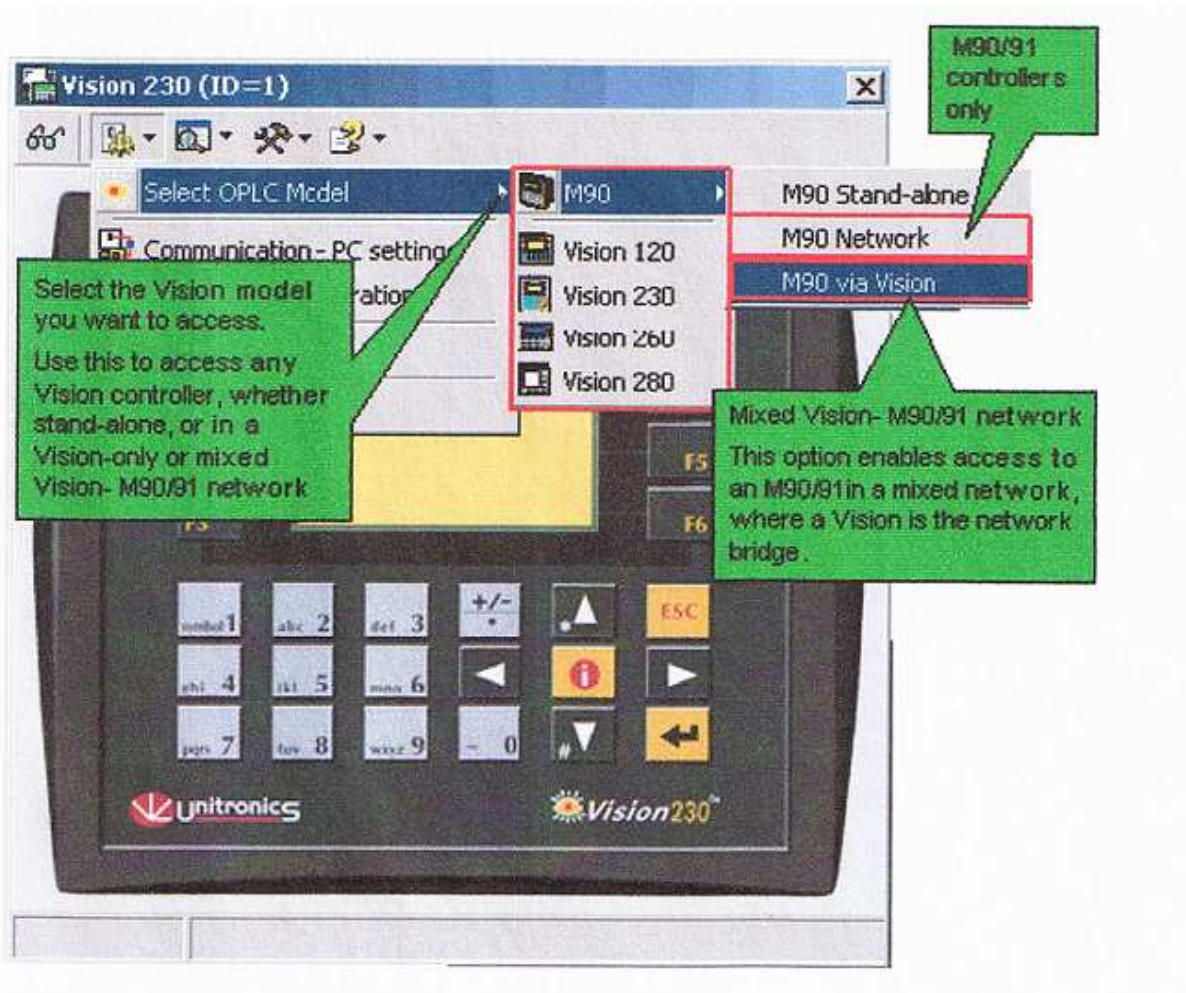 M90/91
controllers
only
Vision 230 (ID=1)
Select OPLC Model
M90
M90 Stand-alone
Communication - PC setting
M90 Network
Vision 120
M90 via Vision
ration
Vision 230
Vision 260
Vision 280
Select the Vision model
you want to access.
Use this to access any
Vision controller, whether
stand-alone, or in a
Vision-only or mixed
Vision- M90/91 network
Mixed Vision- M90/91 network
This option enables access to
an M90/91in a mixed network,
where a Vision is the network
bridge.
F5
F3
F6
symbol 1
abc 2
def 3
+/-
ESC
ghi 4
jkl 5
mno 6
i
pqrs 7
tuv 8
wxyz 9
- 0
#
Unitronics
Vision230